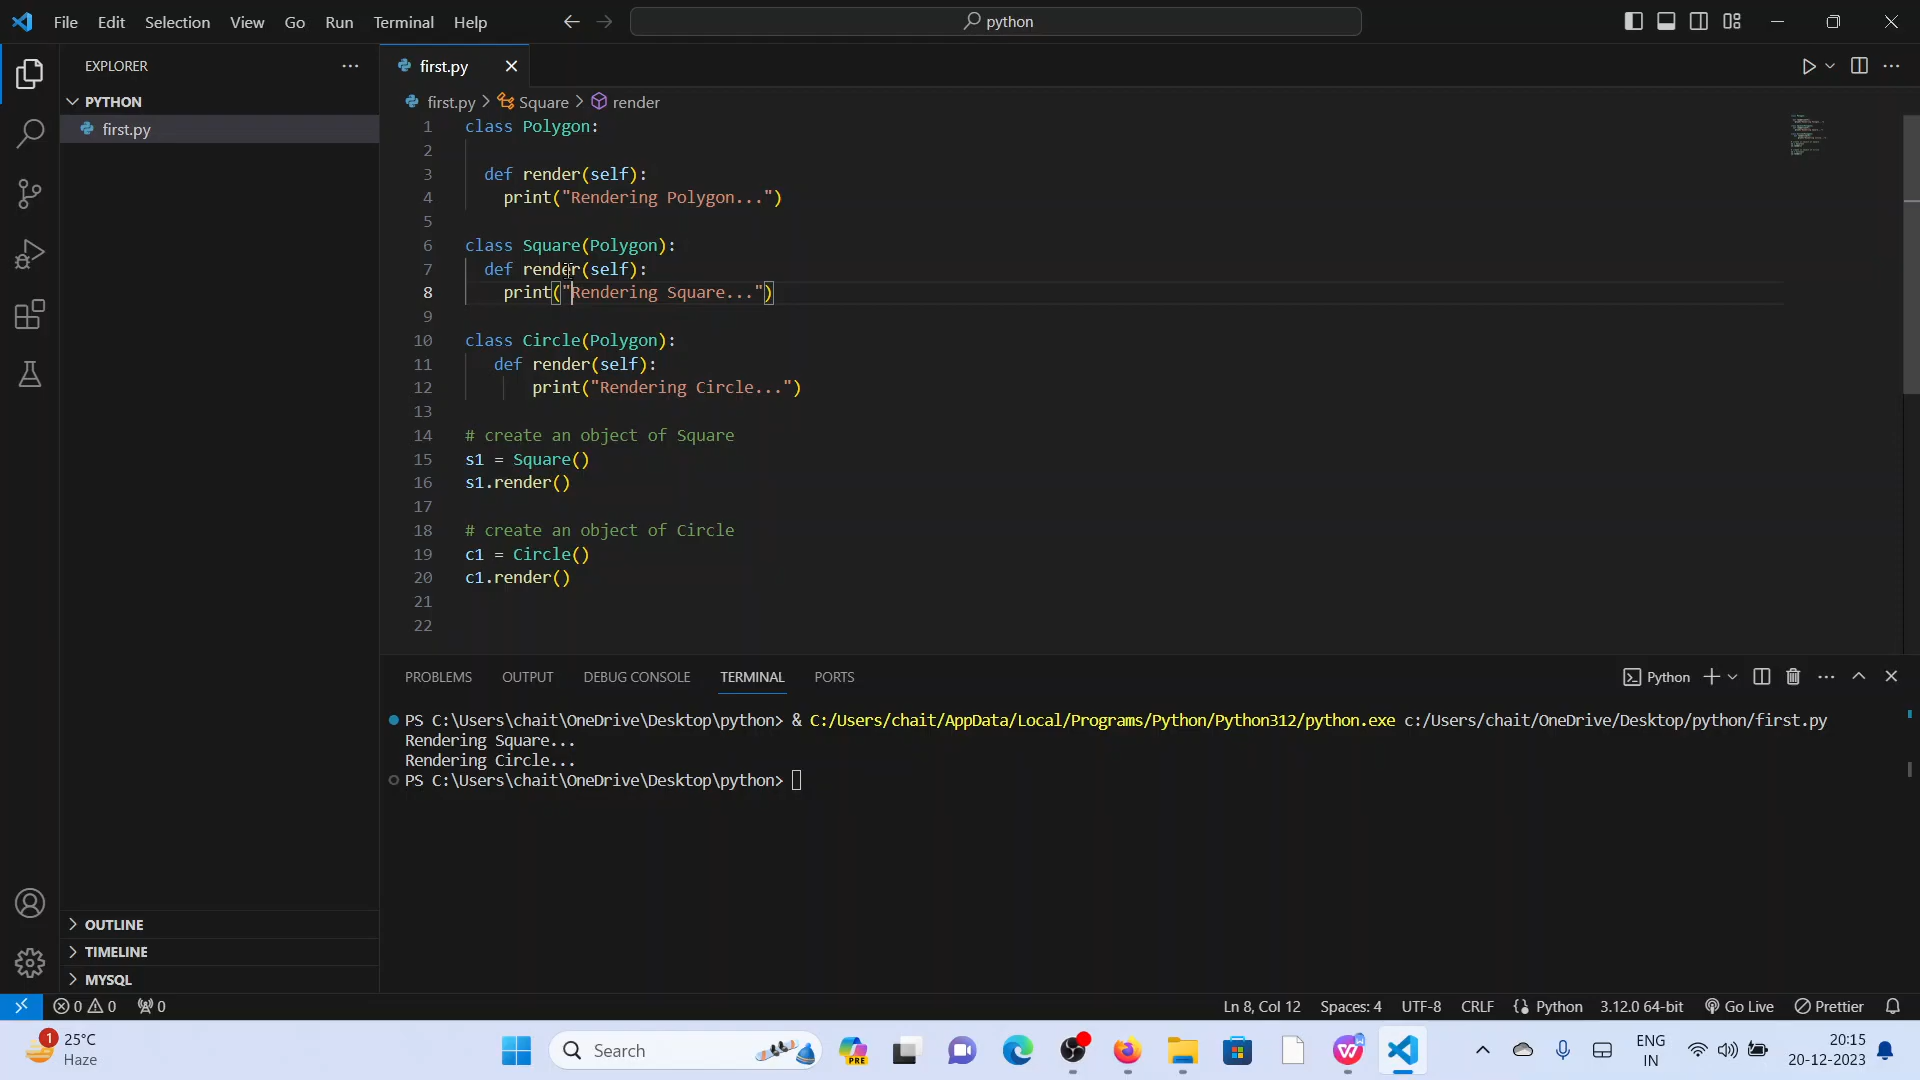 File Edit Selection View Go Run Terminal Help
python
EXPLORER
first.py
PYTHON
first.py
first.py > Square > render
1 class Polygon:
2
3 def render(self):
4 print("Rendering Polygon...")
5
6 class Square(Polygon):
7 def render(self):
8 print("Rendering Square...")
9
10 class Circle(Polygon):
11 def render(self):
12 print("Rendering Circle...")
13
14 # create an object of Square
15 s1 = Square()
16 s1.render()
17
18 # create an object of Circle
19 c1 = Circle()
20 c1.render()
21
22
PROBLEMS OUTPUT DEBUG CONSOLE TERMINAL PORTS
Python
PS C:\Users\chait\OneDrive\Desktop\python> & C:/Users/chait/AppData/Local/Programs/Python/Python312/python.exe c:/Users/chait/OneDrive/Desktop/python/first.py
Rendering Square...
Rendering Circle...
PS C:\Users\chait\OneDrive\Desktop\python>
OUTLINE
TIMELINE
MYSQL
0 0 0
Ln 8, Col 12 Spaces: 4 UTF-8 CRLF Python 3.12.0 64-bit Go Live Prettier
1
25°C
Haze
Search
PRE
ENG
IN
20:15
20-12-2023